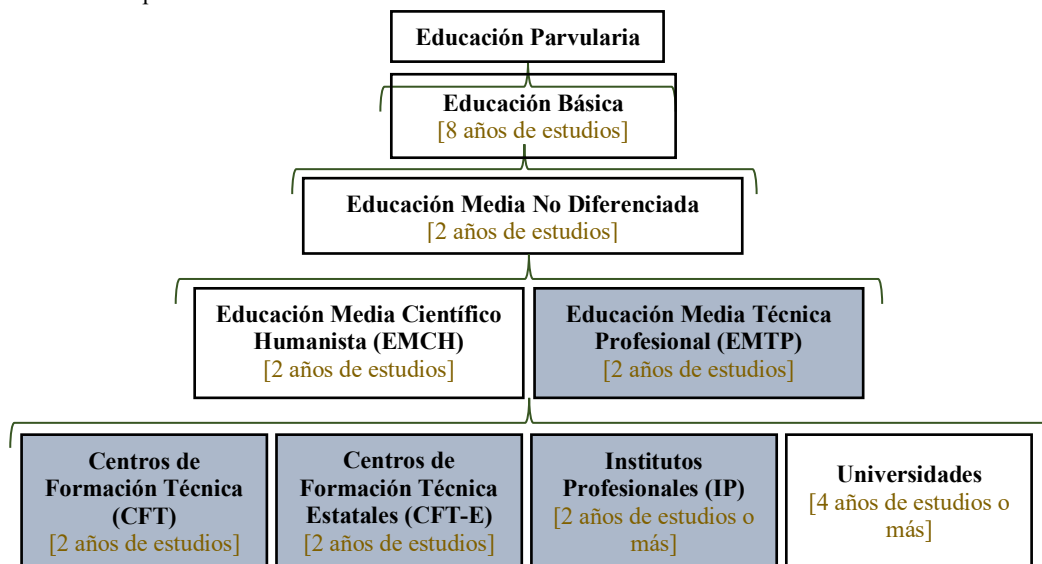 Educación Parvularia
Educación Básica
[8 años de estudios]
Educación Media No Diferenciada
[2 años de estudios]
Educación Media Científico
Humanista (EMCH)
[2 años de estudios]
Educación Media Técnica
Profesional (EMTP)
[2 años de estudios]
Centros de
Formación Técnica
(CFT)
[2 años de estudios]
Centros de
Formación Técnica
Estatales (CFT-E)
[2 años de estudios]
Institutos
Profesionales (IP)
[2 años de estudios o
más]
Universidades
[4 años de estudios o
más]